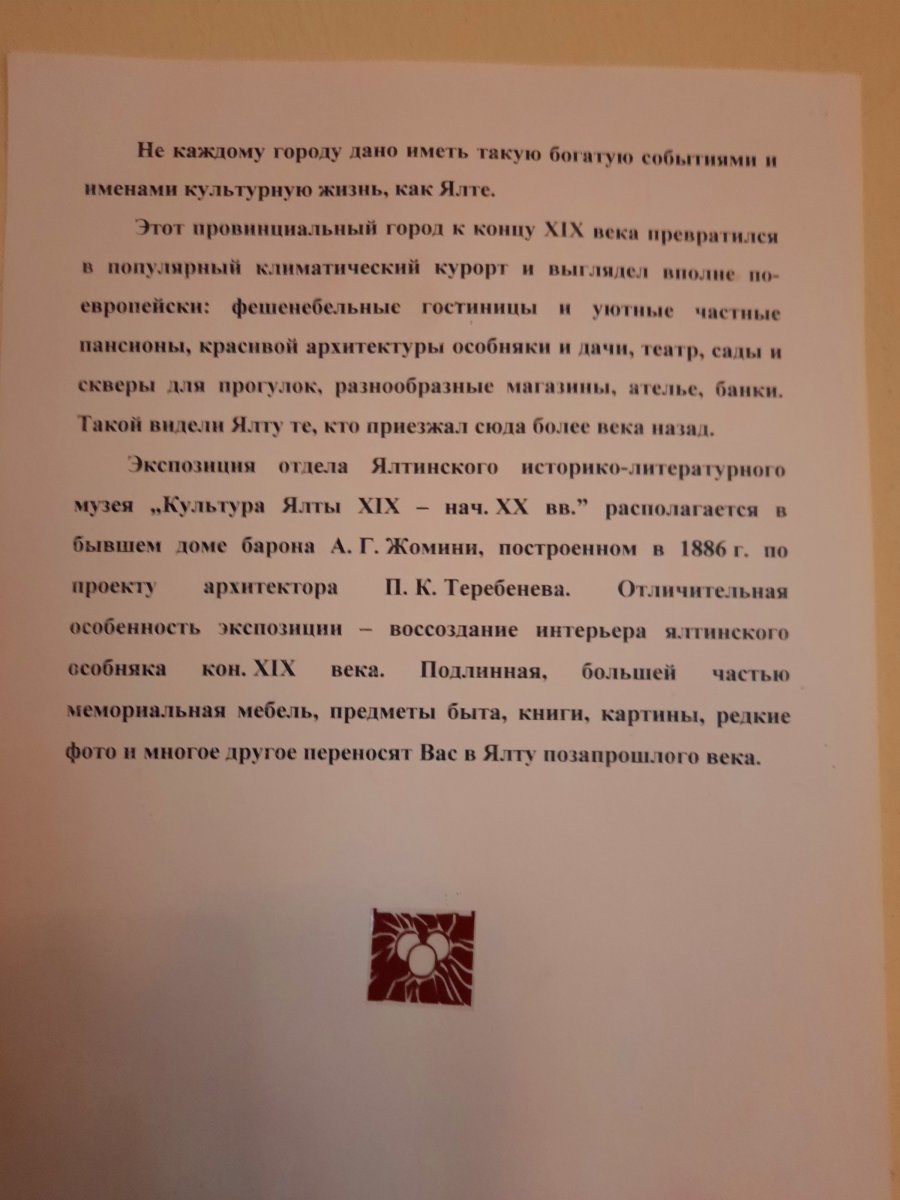 Не каждому городу дано иметь такую богатую событиями и
именами культурную жизнь, как Ялте.
Этот провинциальный город к концу XIX века превратился
в популярный климатический курорт и выглядел вполне по-
европейски: фешенебельные гостиницы и уютные частные
пансионы, красивой архитектуры особняки и дачи, театр, сады и
скверы для прогулок, разнообразные магазины, ателье, банки.
Такой видели Ялту те, кто приезжал сюда более века назад.
Экспозиция отдела Ялтинского историко-литературного
музея „Культура Ялты XIX – нач. XX вв.” располагается в
бывшем доме барона А. Г. Жомини, построенном в 1886 г. по
проекту архитектора П. К. Теребенева. Отличительная
особенность экспозиции – воссоздание интерьера ялтинского
особняка кон. XIX века. Подлинная, большей частью
мемориальная мебель, предметы быта, книги, картины, редкие
фото и многое другое переносят Вас в Ялту позапрошлого века.